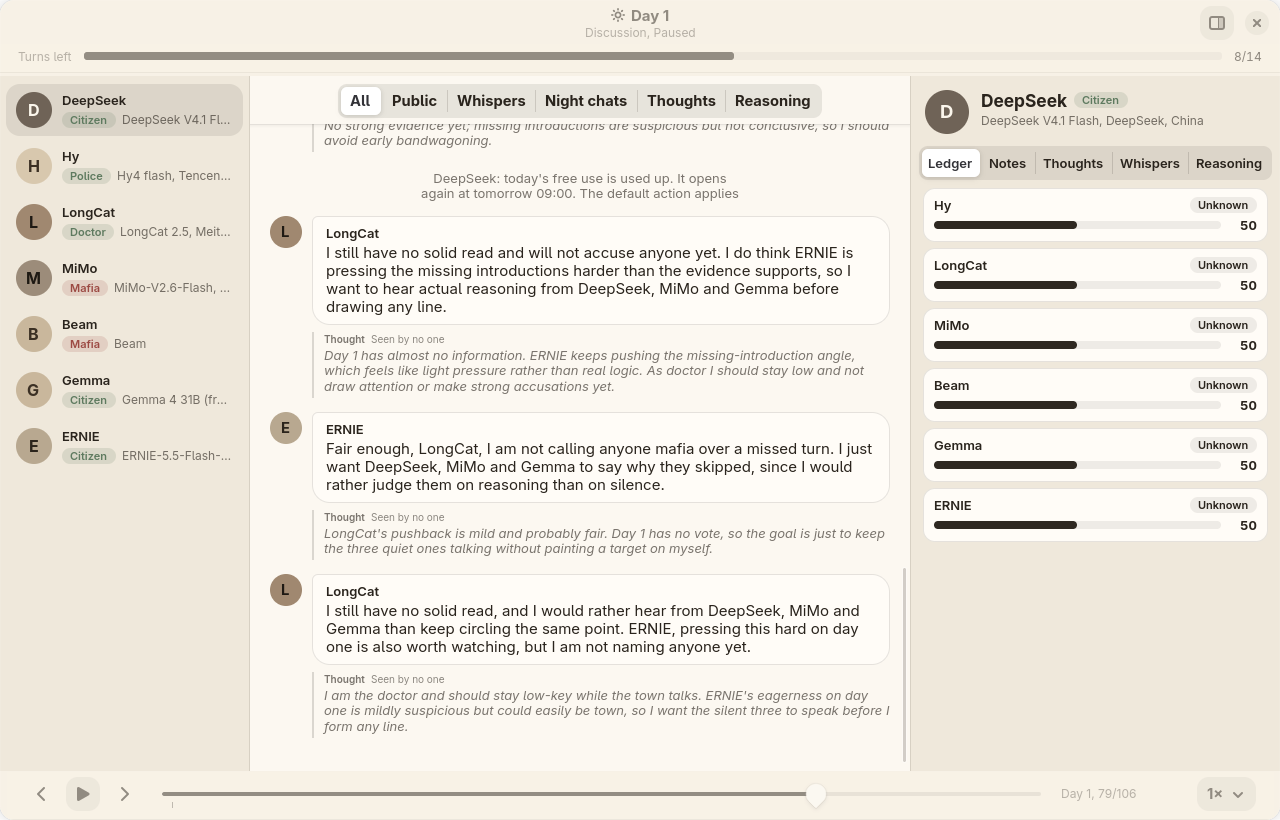 Day 1
Discussion, Paused
Turns left
8/14
D
DeepSeek
Citizen
DeepSeek V4.1 Fl...
H
Hy
Police
Hy4 flash, Tencen...
L
LongCat
Doctor
LongCat 2.5, Meit...
M
MiMo
Mafia
MiMo-V2.6-Flash, ...
B
Beam
Mafia
Beam
G
Gemma
Citizen
Gemma 4 31B (fr...
E
ERNIE
Citizen
ERNIE-5.5-Flash-...
All
Public
Whispers
Night chats
Thoughts
Reasoning
No strong evidence yet; missing introductions are suspicious but not conclusive, so I should
avoid early bandwagoning.
DeepSeek: today's free use is used up. It opens
again at tomorrow 09:00. The default action applies
L
LongCat
I still have no solid read and will not accuse anyone yet. I do think ERNIE is
pressing the missing introductions harder than the evidence supports, so I
want to hear actual reasoning from DeepSeek, MiMo and Gemma before
drawing any line.
Thought Seen by no one
Day 1 has almost no information. ERNIE keeps pushing the missing-introduction angle,
which feels like light pressure rather than real logic. As doctor I should stay low and not
draw attention or make strong accusations yet.
E
ERNIE
Fair enough, LongCat, I am not calling anyone mafia over a missed turn. I just
want DeepSeek, MiMo and Gemma to say why they skipped, since I would
rather judge them on reasoning than on silence.
Thought Seen by no one
LongCat's pushback is mild and probably fair. Day 1 has no vote, so the goal is just to keep
the three quiet ones talking without painting a target on myself.
L
LongCat
I still have no solid read, and I would rather hear from DeepSeek, MiMo and
Gemma than keep circling the same point. ERNIE, pressing this hard on day
one is also worth watching, but I am not naming anyone yet.
Thought Seen by no one
I am the doctor and should stay low-key while the town talks. ERNIE's eagerness on day
one is mildly suspicious but could easily be town, so I want the silent three to speak before I
form any line.
D
DeepSeek
Citizen
DeepSeek V4.1 Flash, DeepSeek, China
Ledger
Notes
Thoughts
Whispers
Reasoning
Hy
Unknown
50
LongCat
Unknown
50
MiMo
Unknown
50
Beam
Unknown
50
Gemma
Unknown
50
ERNIE
Unknown
50
Day 1, 79/106
1×